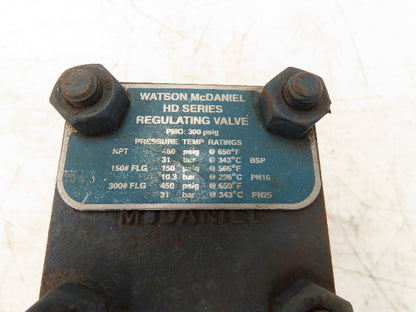 WATSON McDANIEL
HD SERIES
REGULATING VALVE
PMO: 300 psig
PRESSURE TEMP RATINGS
NPT 450 psig @ 650°F
31 bar @ 343°C BSP
150# FLG 150 psig @ 566°F
10.3 bar @ 296°C PN16
300# FLG 450 psig @ 650°F
31 bar @ 343°C PN25
McDANIEL